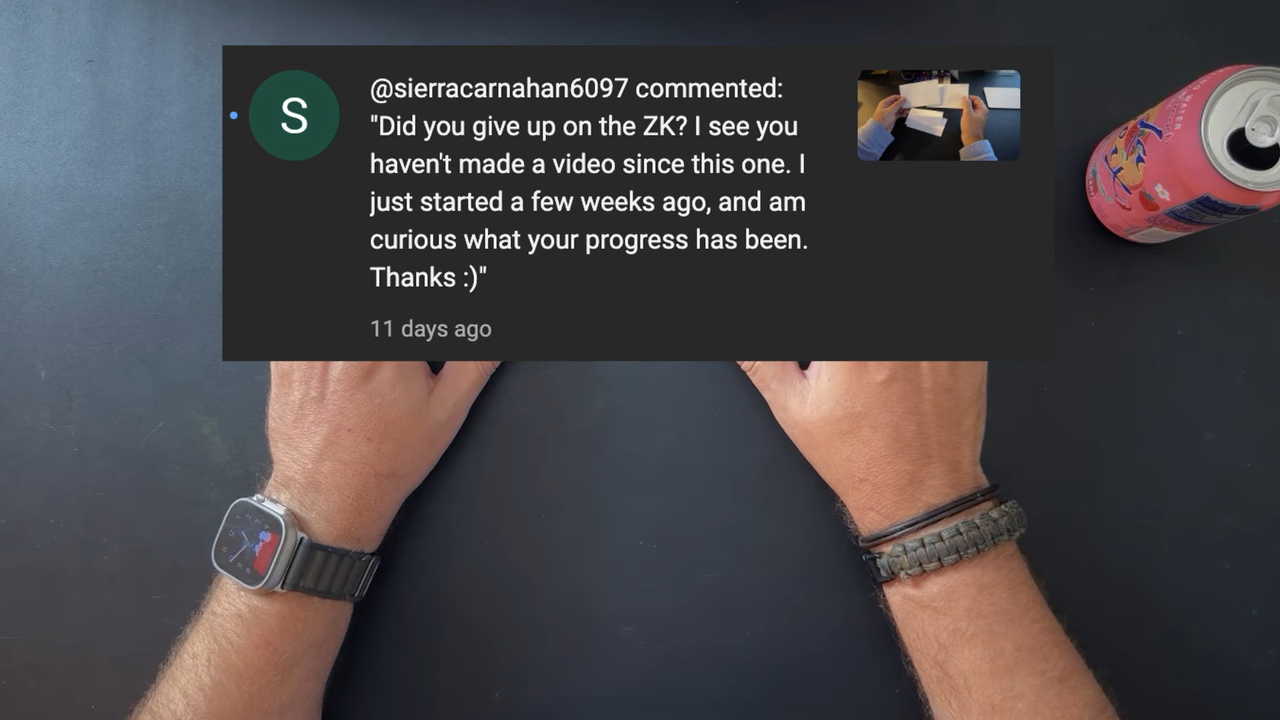 S
@sierracarnahan6097 commented:
"Did you give up on the ZK? I see you
haven't made a video since this one. I
just started a few weeks ago, and am
curious what your progress has been.
Thanks :)"
11 days ago